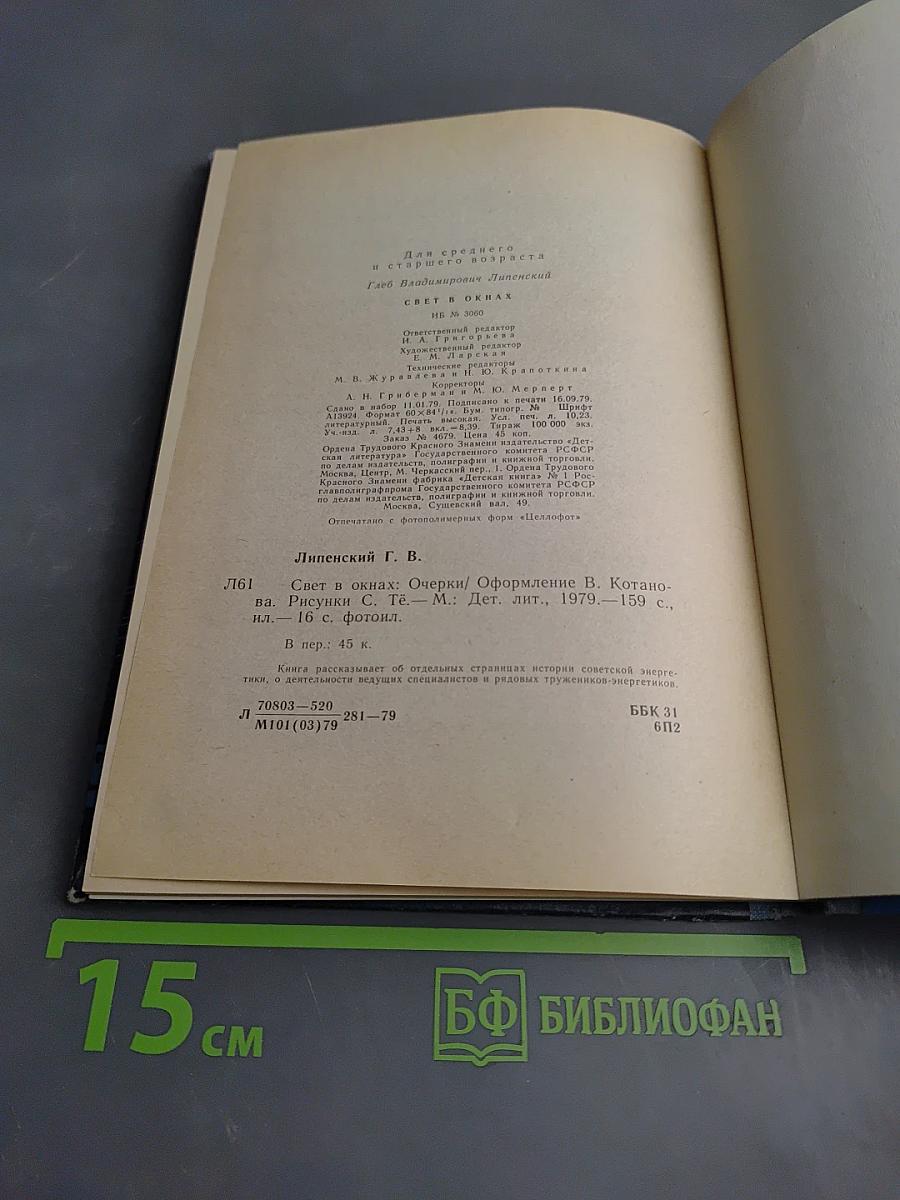 Для среднего
и старшего возраста
Глеб Владимирович Липенский
СВЕТ В ОКНАХ
ИБ № 3060
Ответственный редактор
И. А. Григорьева
Художественный редактор
Е. М. Ларская
Технические редакторы
М. В. Журавлева и Н. Ю. Крапоткина
Корректоры
Л. Н. Гриберман и М. Ю. Мерперт
Сдано в набор 11.01.79. Подписано к печати 16.09.79.
А13924. Формат 60×84¹/₁₆. Бум. типогр. № Шрифт
литературный. Печать высокая. Усл. печ. л. 10,23.
Уч.-изд. л. 7,43+8 вкл.=8,39. Тираж 100 000 экз.
Заказ № 4679. Цена 45 коп.
Ордена Трудового Красного Знамени издательство «Дет-
ская литература» Государственного комитета РСФСР
по делам издательств, полиграфии и книжной торговли.
Москва, Центр, М. Черкасский пер., 1. Ордена Трудового
Красного Знамени фабрика «Детская книга» № 1 Рос-
главполиграфпрома Государственного комитета РСФСР
по делам издательств, полиграфии и книжной торговли.
Москва, Сущевский вал, 49.
Отпечатано с фотополимерных форм «Целлофот»
Липенский Г. В.
Л61 Свет в окнах: Очерки/ Оформление В. Котано-
ва. Рисунки С. Тё.— М.: Дет. лит., 1979.—159 с.,
ил.— 16 с. фотоил.
В пер.: 45 к.
Книга рассказывает об отдельных страницах истории советской энерге-
тики, о деятельности ведущих специалистов и рядовых тружеников-энергетиков.
Л 70803—520
М101(03)79 281—79
ББК 31
6П2
15 см
БФ БИБЛИОФАН